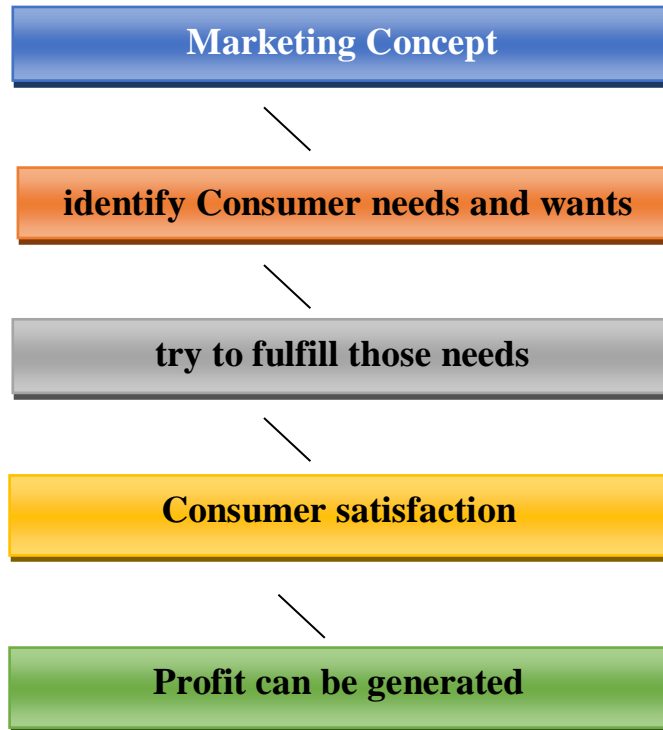 Marketing Concept
identify Consumer needs and wants
try to fulfill those needs
Consumer satisfaction
Profit can be generated